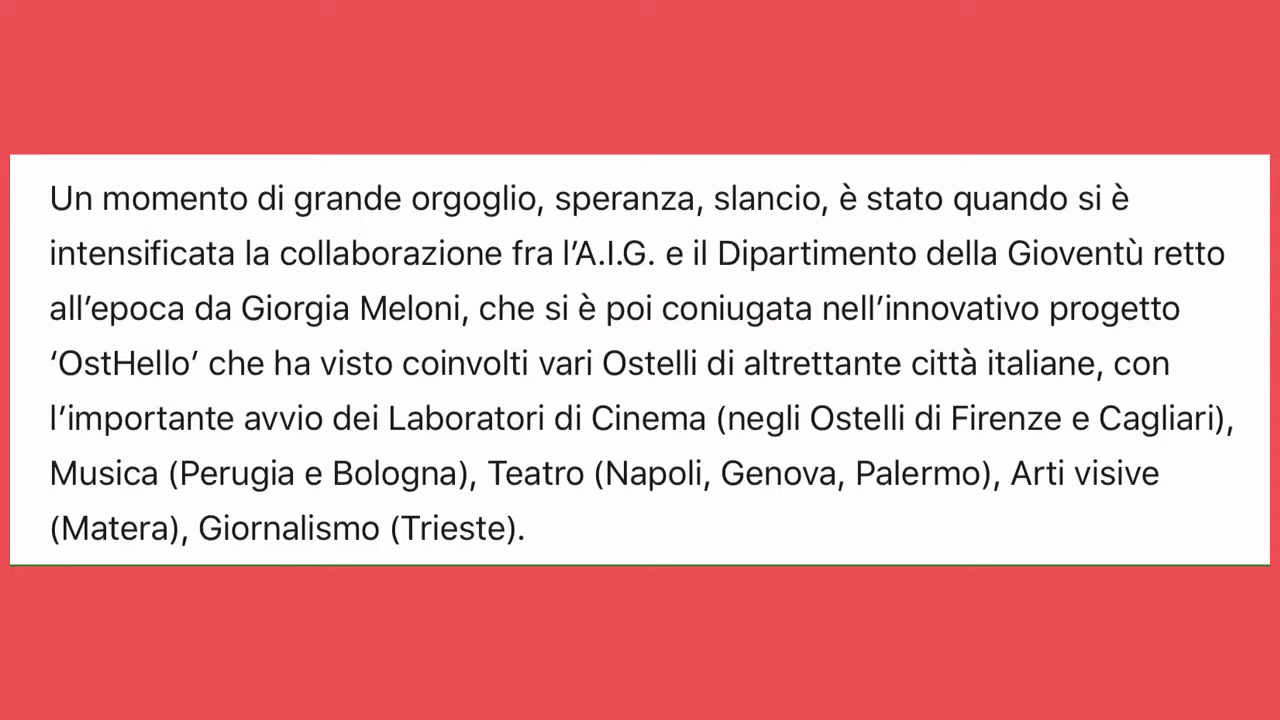 Un momento di grande orgoglio, speranza, slancio, è stato quando si è
intensificata la collaborazione fra l’A.I.G. e il Dipartimento della Gioventù retto
all’epoca da Giorgia Meloni, che si è poi coniugata nell’innovativo progetto
‘OstHello’ che ha visto coinvolti vari Ostelli di altrettante città italiane, con
l’importante avvio dei Laboratori di Cinema (negli Ostelli di Firenze e Cagliari),
Musica (Perugia e Bologna), Teatro (Napoli, Genova, Palermo), Arti visive
(Matera), Giornalismo (Trieste).